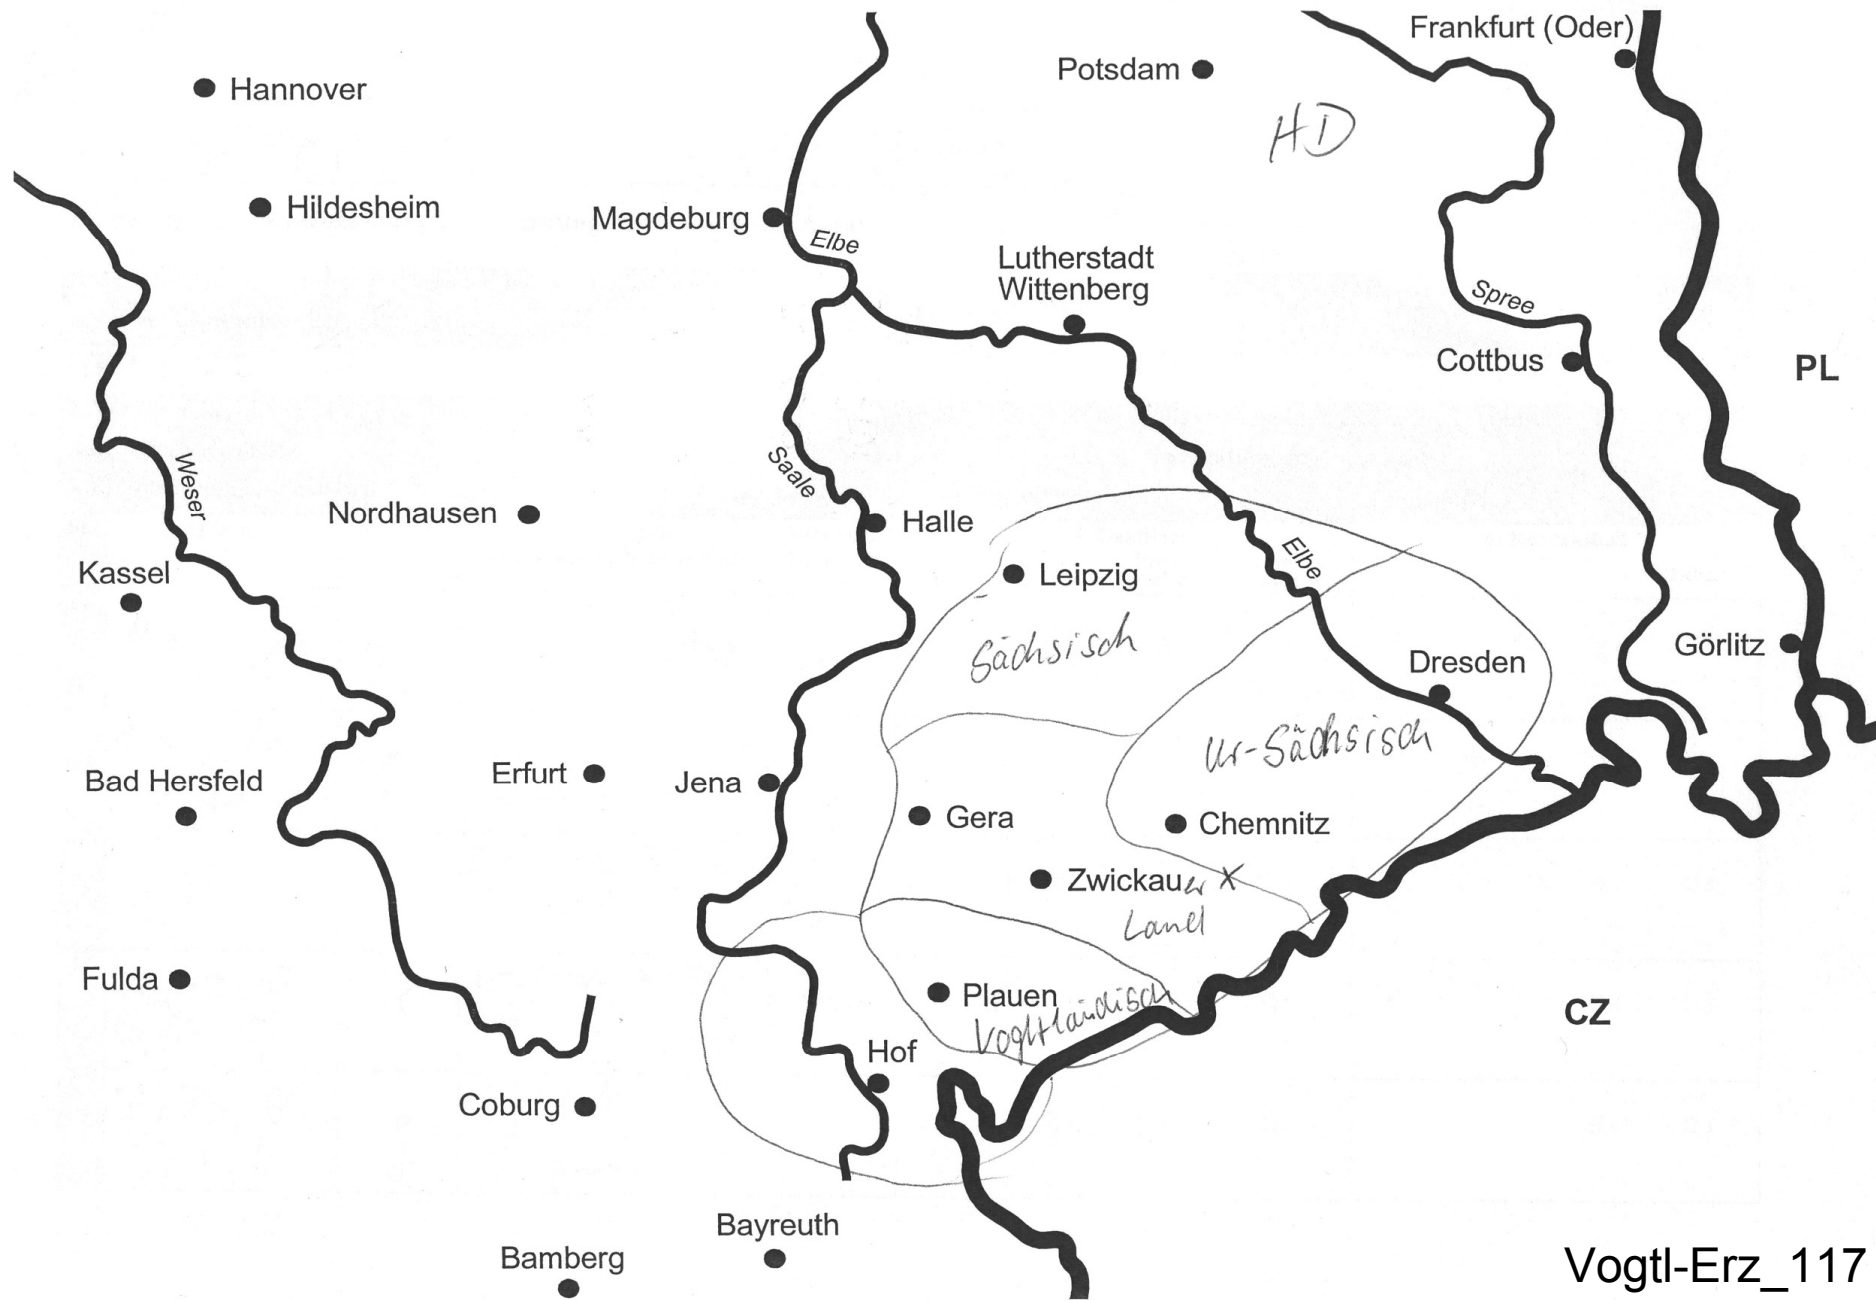 Frankfurt (Oder)
Potsdam
Hannover
HD
Hildesheim
Magdeburg
Elbe
Lutherstadt
Wittenberg
Spree
Cottbus
PL
Saale
Weser
Nordhausen
Halle
Elbe
Kassel
Leipzig
Sächsisch
Görlitz
Dresden
Ur-Sächsisch
Bad Hersfeld
Erfurt
Jena
Gera
Chemnitz
Zwickauer X
Land
Fulda
Plauen
Vogtländisch
CZ
Hof
Coburg
Bayreuth
Bamberg
Vogtl-Erz_117